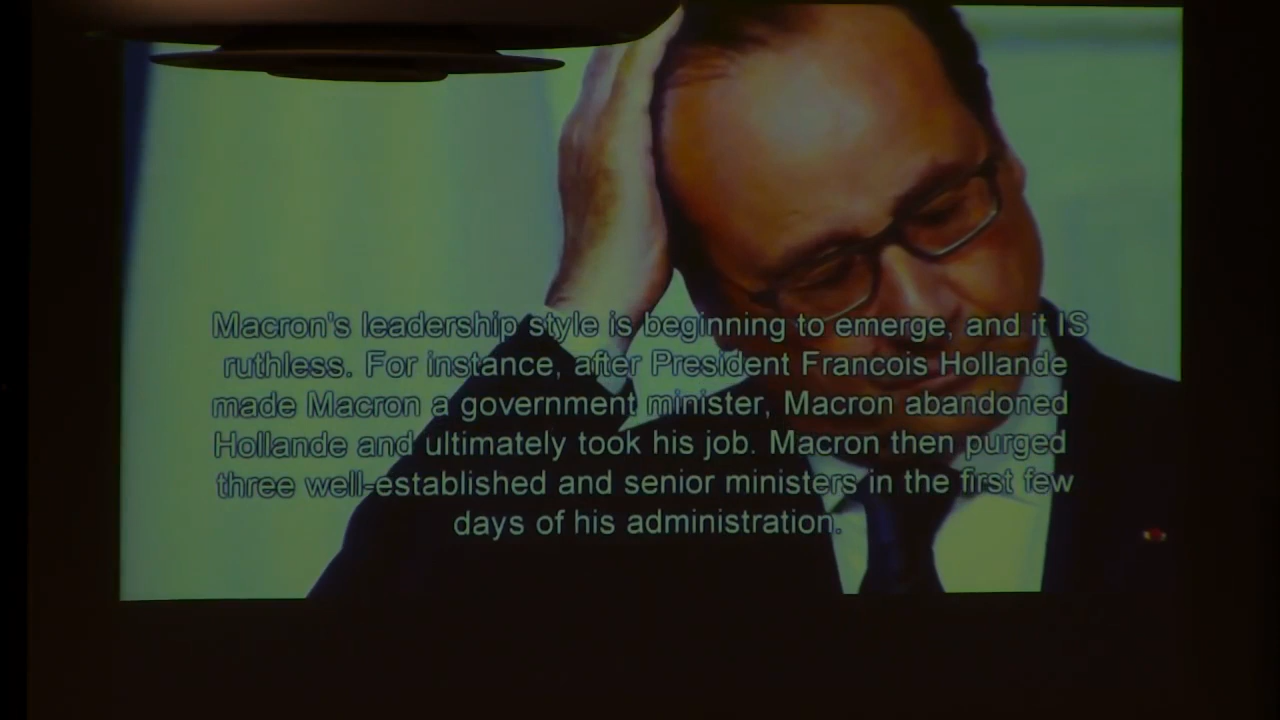 Macron's leadership style is beginning to emerge, and it IS
ruthless. For instance, after President Francois Hollande
made Macron a government minister, Macron abandoned
Hollande and ultimately took his job. Macron then purged
three well-established and senior ministers in the first few
days of his administration.